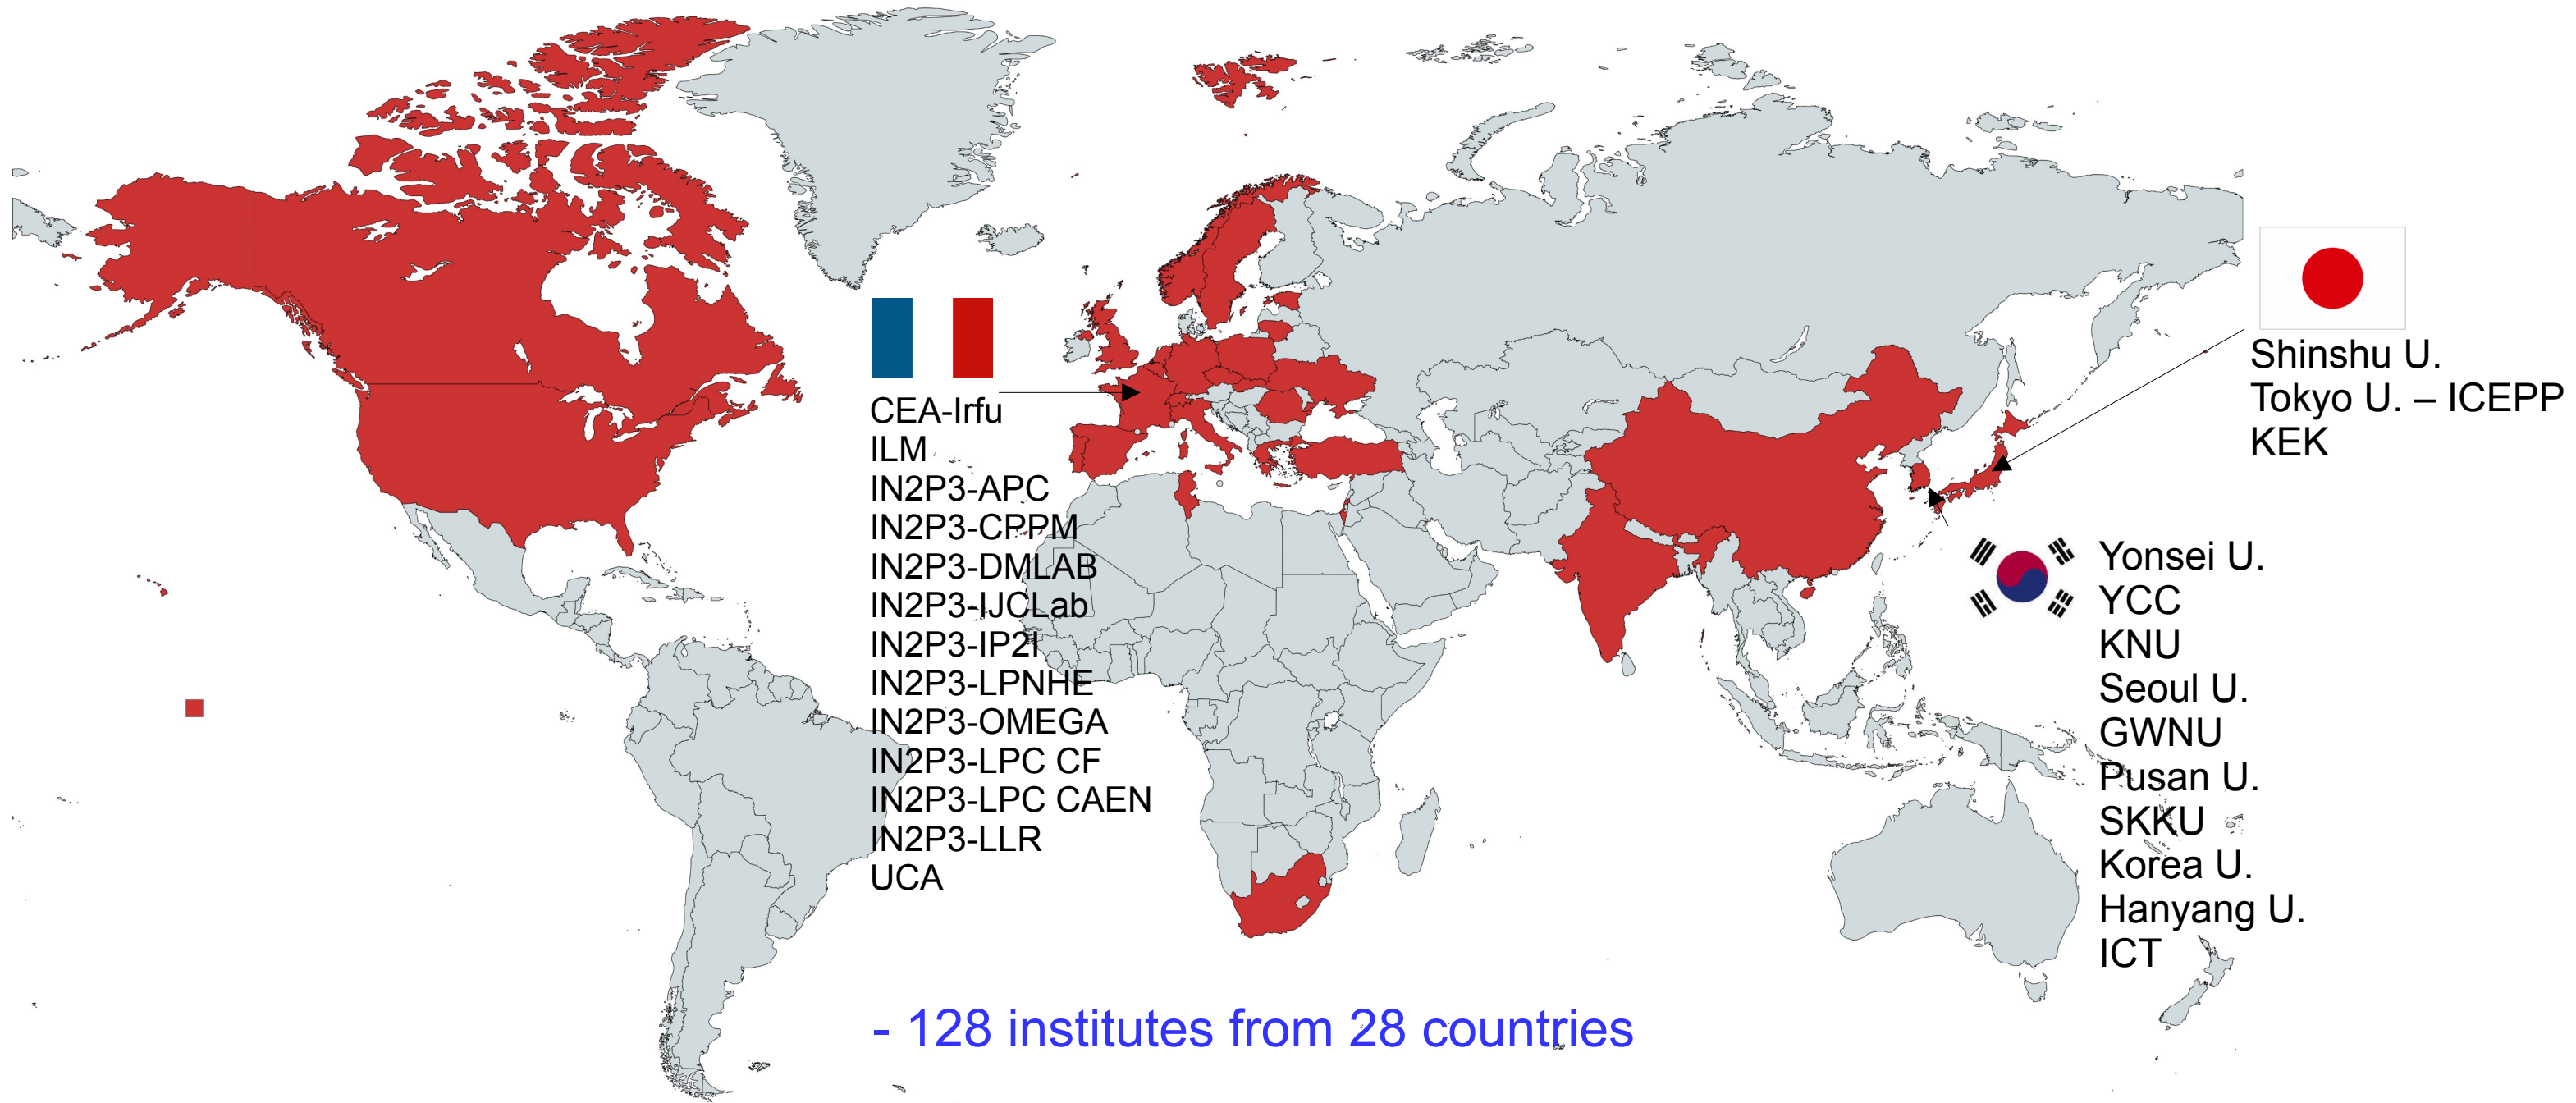 CEA-Irfu
ILM
IN2P3-APC
IN2P3-CPPM
IN2P3-DMLAB
IN2P3-IJCLab
IN2P3-IP2I
IN2P3-LPNHE
IN2P3-OMEGA
IN2P3-LPC CF
IN2P3-LPC CAEN
IN2P3-LLR
UCA
Shinshu U.
Tokyo U. – ICEPP
KEK
Yonsei U.
YCC
KNU
Seoul U.
GWNU
Pusan U.
SKKU
Korea U.
Hanyang U.
ICT
- 128 institutes from 28 countries